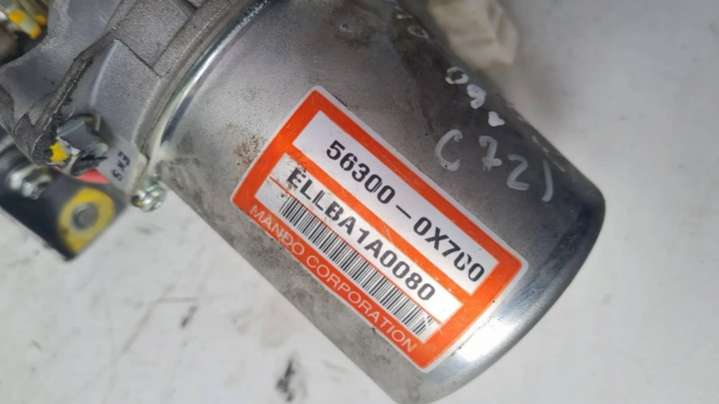 56300-0X700
ELLBA1A0080
MANDO CORPORATION
(72)